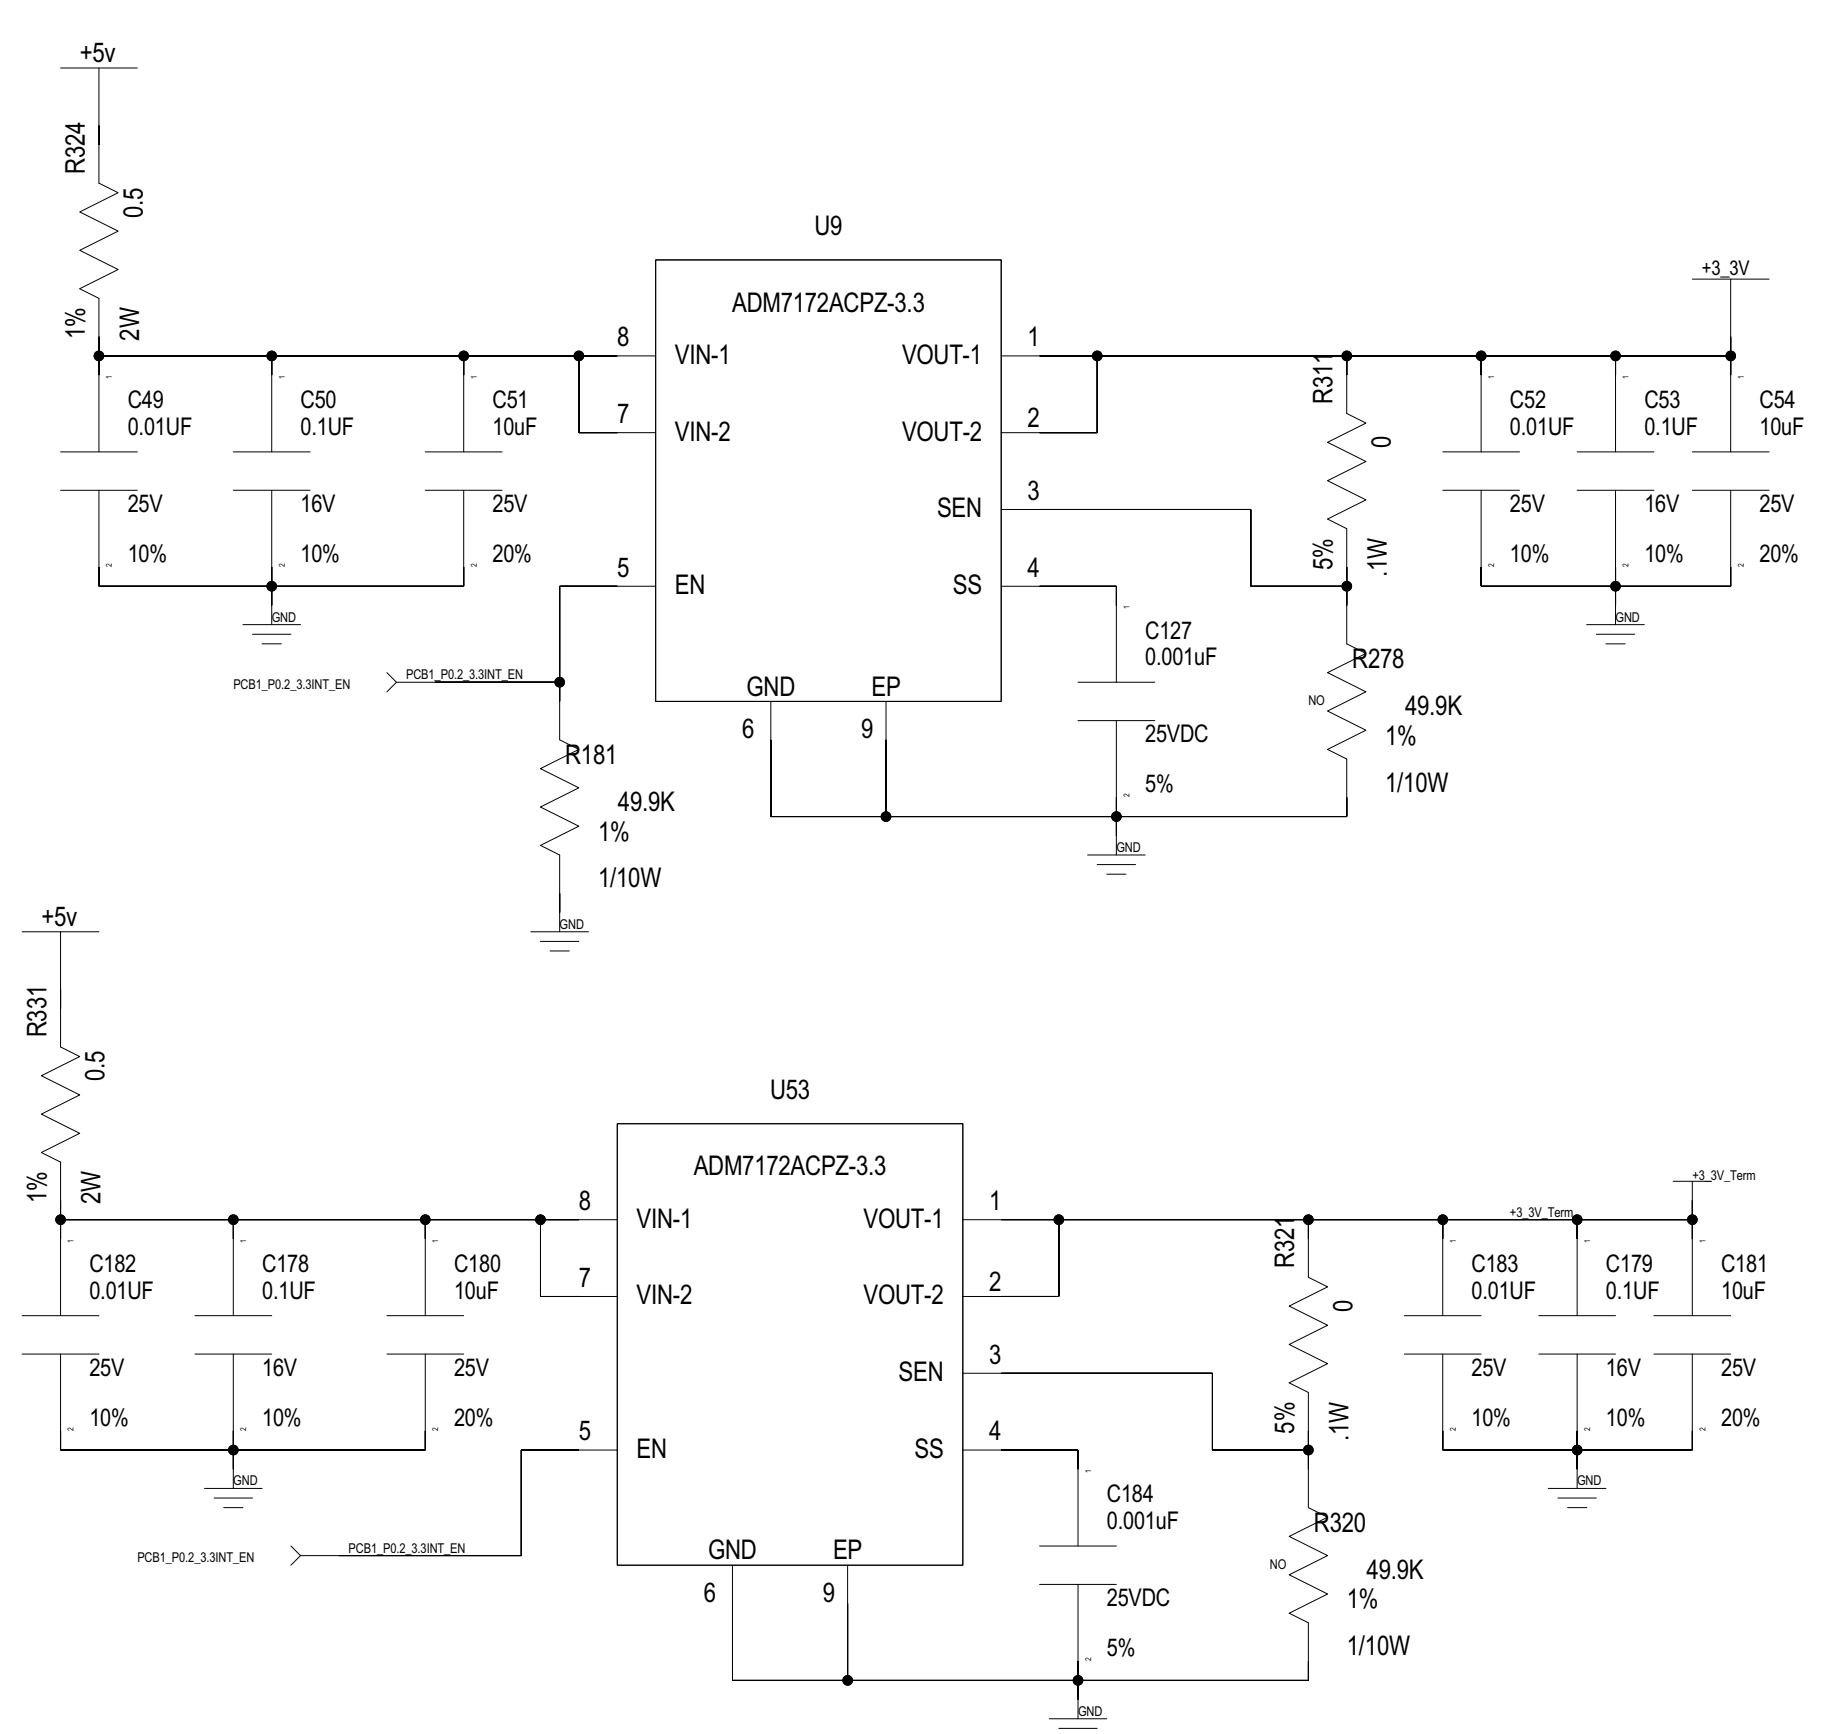 +5v
R324
0.5
1%
2W
U9
ADM7172ACPZ-3.3
+3_3V
8
VIN-1
VOUT-1
1
7
VIN-2
VOUT-2
2
SEN
3
5
EN
SS
4
GND
EP
6
9
C49
0.01UF
25V
10%
C50
0.1UF
16V
10%
C51
10uF
25V
20%
GND
R311
0
5%
.1W
C52
0.01UF
25V
10%
C53
0.1UF
16V
10%
C54
10uF
25V
20%
GND
PCB1_P0.2_3.3INT_EN
PCB1_P0.2_3.3INT_EN
C127
0.001uF
25VDC
5%
R278
NO
49.9K
1%
1/10W
GND
R181
49.9K
1%
1/10W
GND
+5v
R331
0.5
1%
2W
U53
ADM7172ACPZ-3.3
+3_3V_Term
+3_3V_Term
8
VIN-1
VOUT-1
1
7
VIN-2
VOUT-2
2
SEN
3
5
EN
SS
4
GND
EP
6
9
C182
0.01UF
25V
10%
C178
0.1UF
16V
10%
C180
10uF
25V
20%
GND
R321
0
5%
.1W
C183
0.01UF
25V
10%
C179
0.1UF
16V
10%
C181
10uF
25V
20%
GND
PCB1_P0.2_3.3INT_EN
PCB1_P0.2_3.3INT_EN
C184
0.001uF
25VDC
5%
R320
NO
49.9K
1%
1/10W
GND